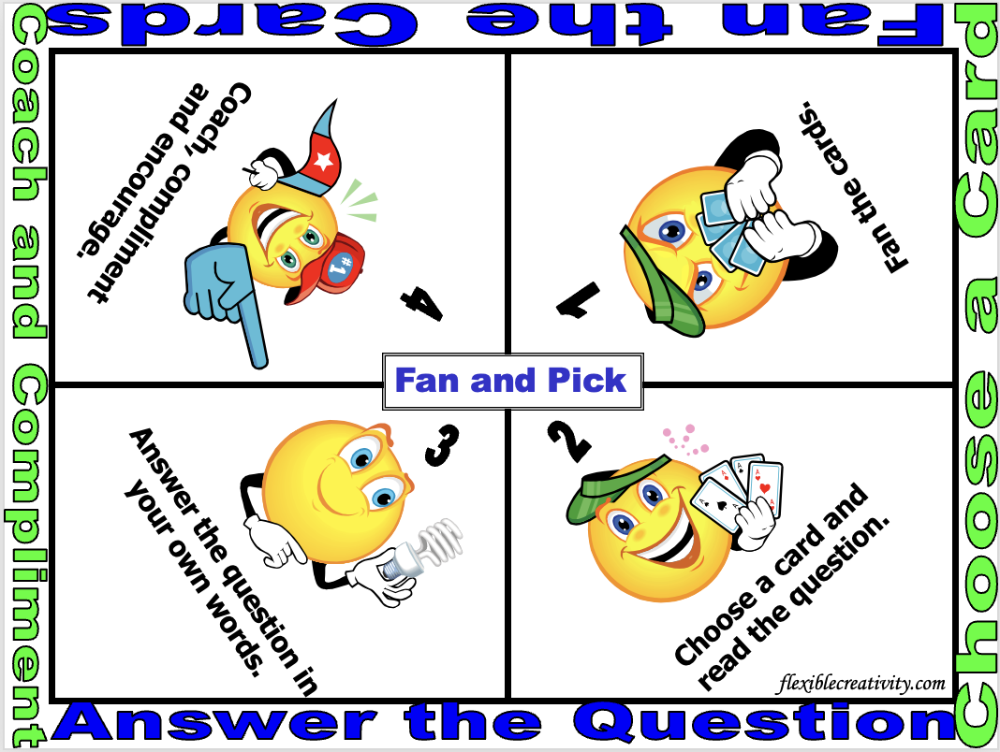 Fan the Cards
Fan the cards.
1
Choose a Card
2
Choose a card and
read the question.
Answer the Question
3
Answer the question in
your own words.
Coach and Compliment
4
Coach, compliment
and encourage.
#1
Fan and Pick
A
A
A
A
flexiblecreativity.com